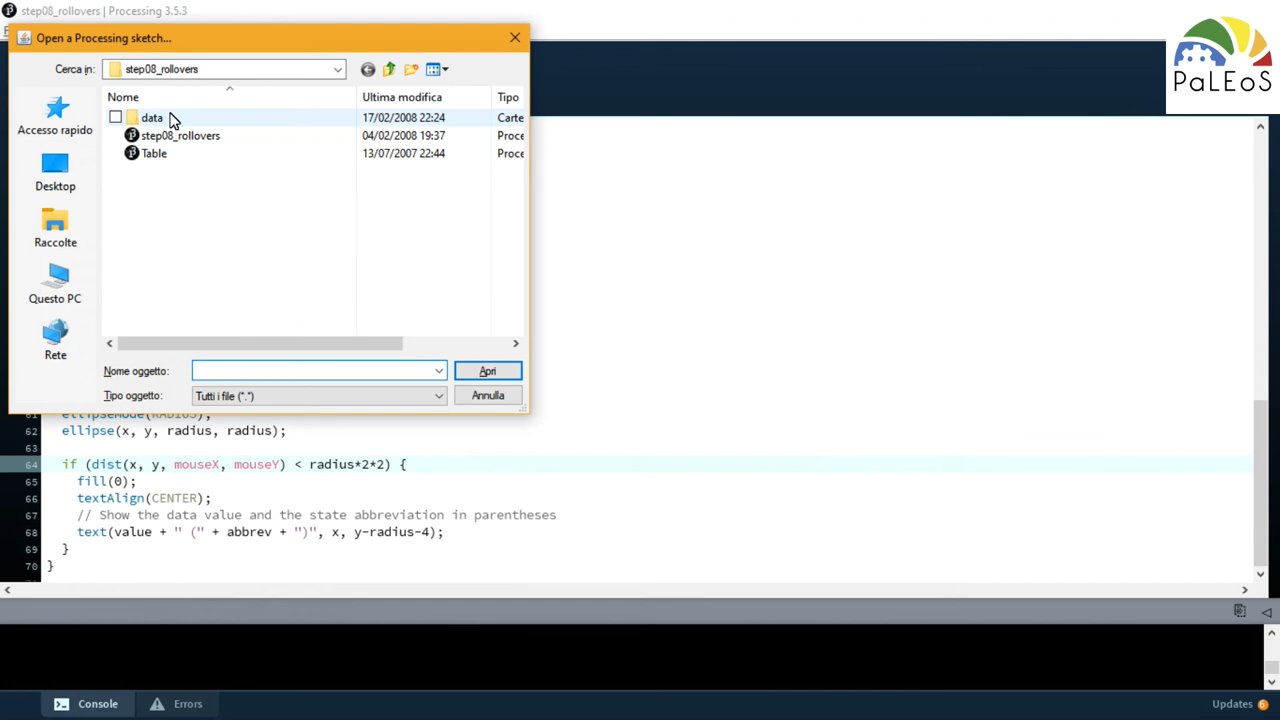 step08_rollovers | Processing 3.5.3
Open a Processing sketch...
Cerca in: step08_rollovers
Nome Ultima modifica Tipo
data 17/02/2008 22:24 Carte
step08_rollovers 04/02/2008 19:37 Proce
Table 13/07/2007 22:44 Proce
Accesso rapido
Desktop
Raccolte
Questo PC
Rete
Nome oggetto: Apri
Tipo oggetto: Tutti i file (*.*) Annulla
PaLEoS
61 ellipseMode(RADIUS);
62 ellipse(x, y, radius, radius);
63
64 if (dist(x, y, mouseX, mouseY) < radius*2*2) {
65 fill(0);
66 textAlign(CENTER);
67 // Show the data value and the state abbreviation in parentheses
68 text(value + " (" + abbrev + ")", x, y-radius-4);
69 }
70 }
Console Errors Updates 6